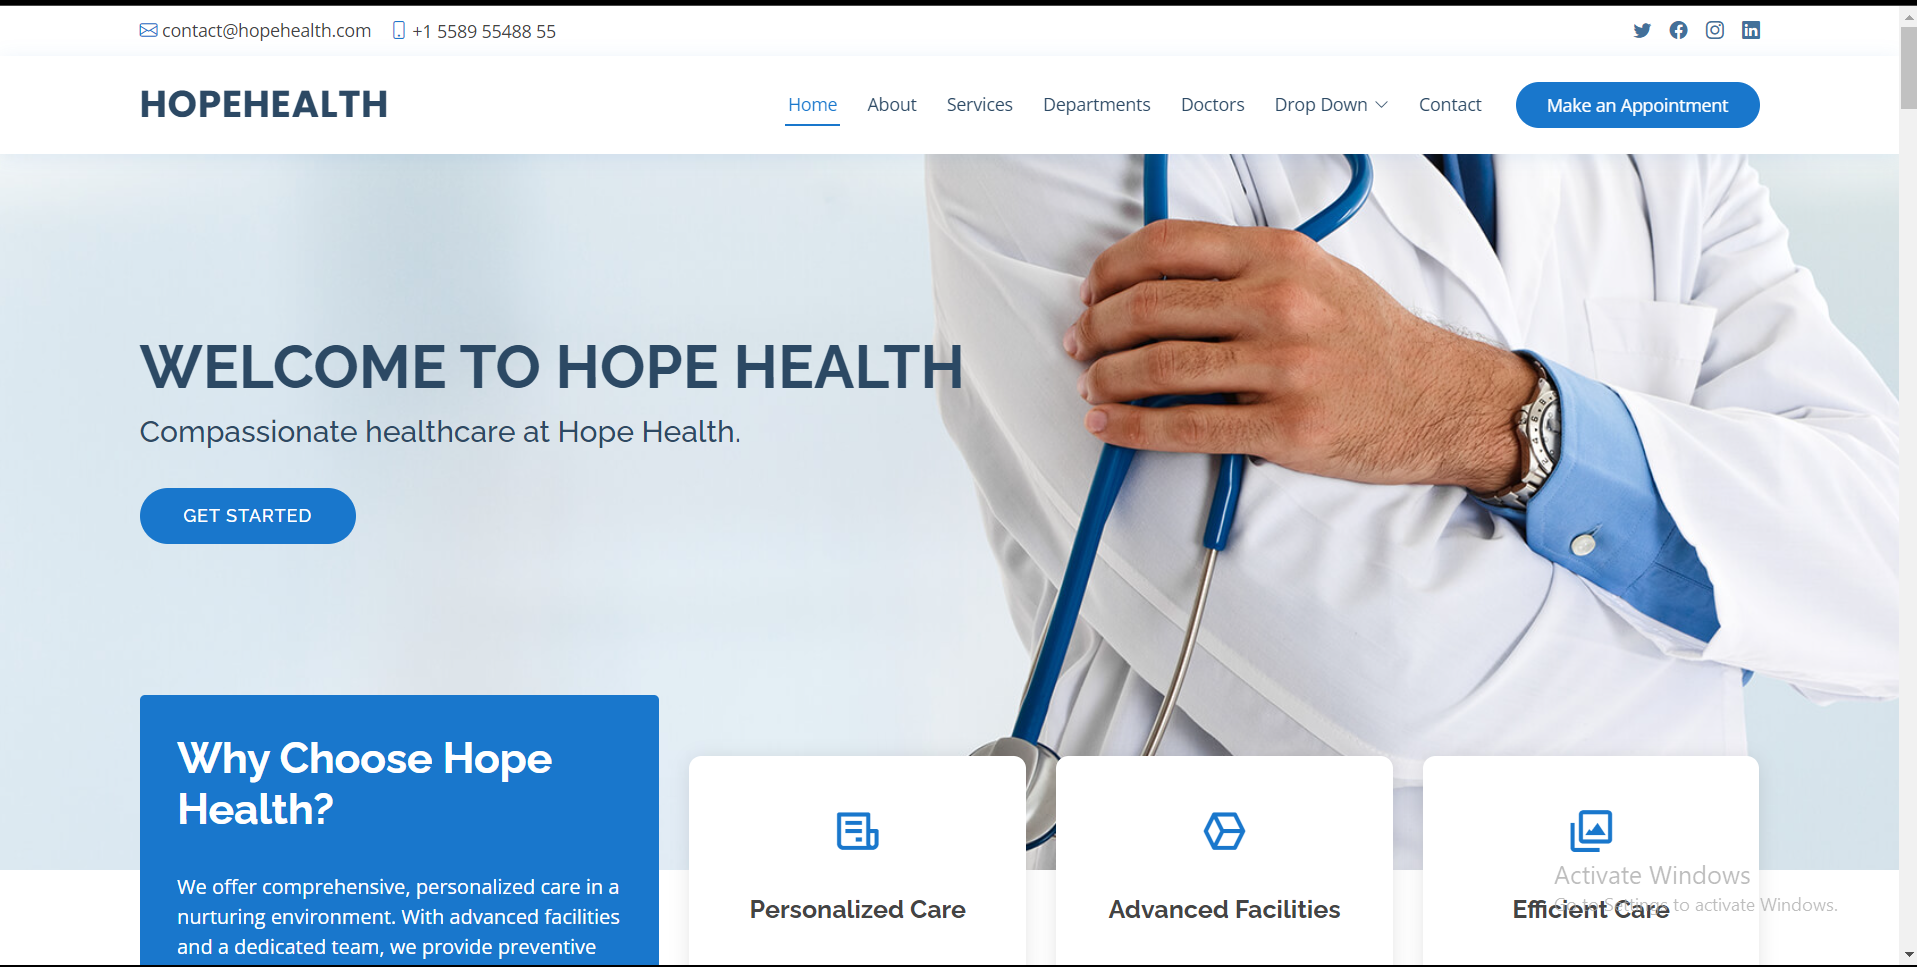 contact@hopehealth.com +1 5589 55488 55
HOPEHEALTH
Home About Services Departments Doctors Drop Down Contact Make an Appointment
WELCOME TO HOPE HEALTH
Compassionate healthcare at Hope Health.
GET STARTED
Why Choose Hope
Health?
We offer comprehensive, personalized care in a
nurturing environment. With advanced facilities
and a dedicated team, we provide preventive
Personalized Care
Advanced Facilities
Efficient Care
Activate Windows
Go to Settings to activate Windows.